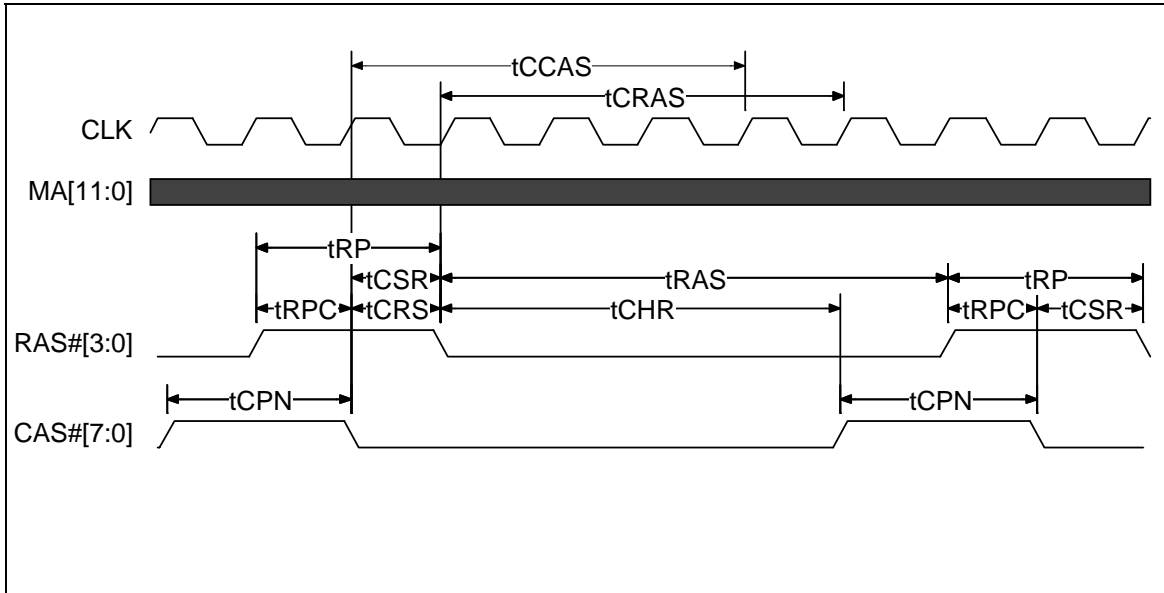 tCCAS
tCRAS
CLK
MA[11:0]
tRP
tCSR tRAS tRP
tRPC tCRS tCHR tRPC tCSR
RAS#[3:0]
tCPN tCPN
CAS#[7:0]